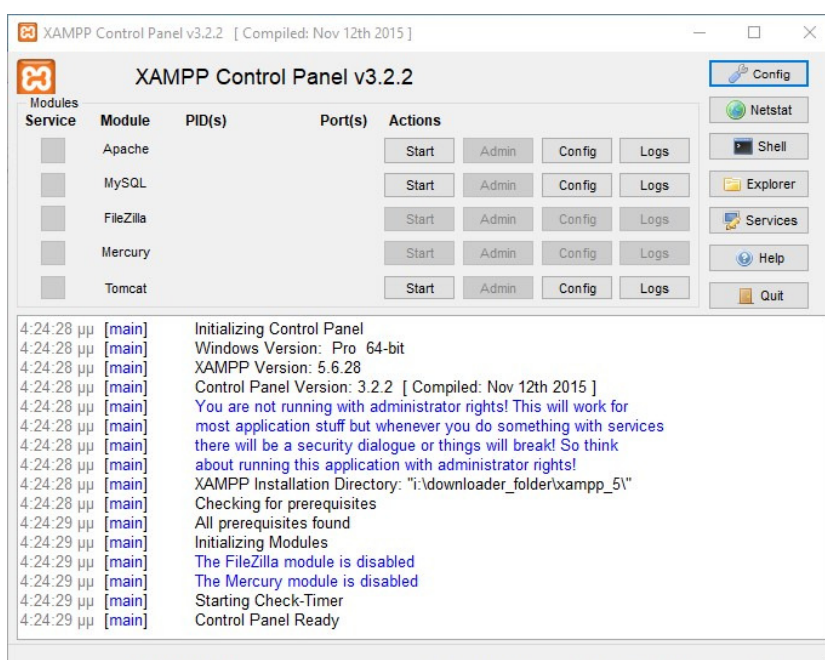 XAMPP Control Panel v3.2.2 [ Compiled: Nov 12th 2015 ]
XAMPP Control Panel v3.2.2
Config
Modules
Service Module PID(s) Port(s) Actions
Netstat
Apache Start Admin Config Logs
Shell
MySQL Start Admin Config Logs
Explorer
FileZilla Start Admin Config Logs
Services
Mercury Start Admin Config Logs
Help
Tomcat Start Admin Config Logs
Quit
4:24:28 μμ [main] Initializing Control Panel
4:24:28 μμ [main] Windows Version: Pro 64-bit
4:24:28 μμ [main] XAMPP Version: 5.6.28
4:24:28 μμ [main] Control Panel Version: 3.2.2 [ Compiled: Nov 12th 2015 ]
4:24:28 μμ [main] You are not running with administrator rights! This will work for
4:24:28 μμ [main] most application stuff but whenever you do something with services
4:24:28 μμ [main] there will be a security dialogue or things will break! So think
4:24:28 μμ [main] about running this application with administrator rights!
4:24:28 μμ [main] XAMPP Installation Directory: "i:\downloader_folder\xampp_5\"
4:24:28 μμ [main] Checking for prerequisites
4:24:29 μμ [main] All prerequisites found
4:24:29 μμ [main] Initializing Modules
4:24:29 μμ [main] The FileZilla module is disabled
4:24:29 μμ [main] The Mercury module is disabled
4:24:29 μμ [main] Starting Check-Timer
4:24:29 μμ [main] Control Panel Ready